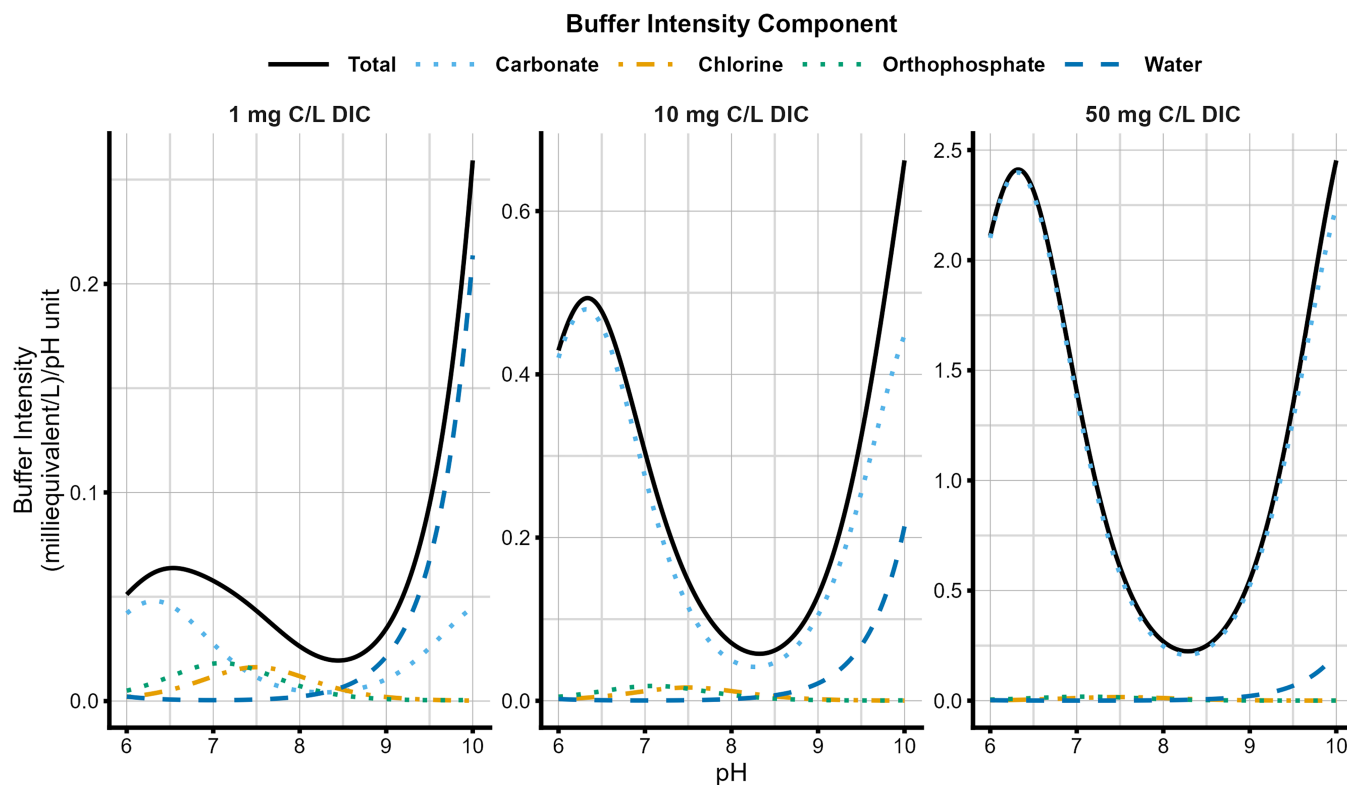 Buffer Intensity Component
Total Carbonate Chlorine Orthophosphate Water
1 mg C/L DIC 10 mg C/L DIC 50 mg C/L DIC
Buffer Intensity
(milliequivalent/L)/pH unit
0.2
0.1
0.0
6 7 8 9 10
0.6
0.4
0.2
0.0
6 7 8 9 10
2.5
2.0
1.5
1.0
0.5
0.0
6 7 8 9 10
pH